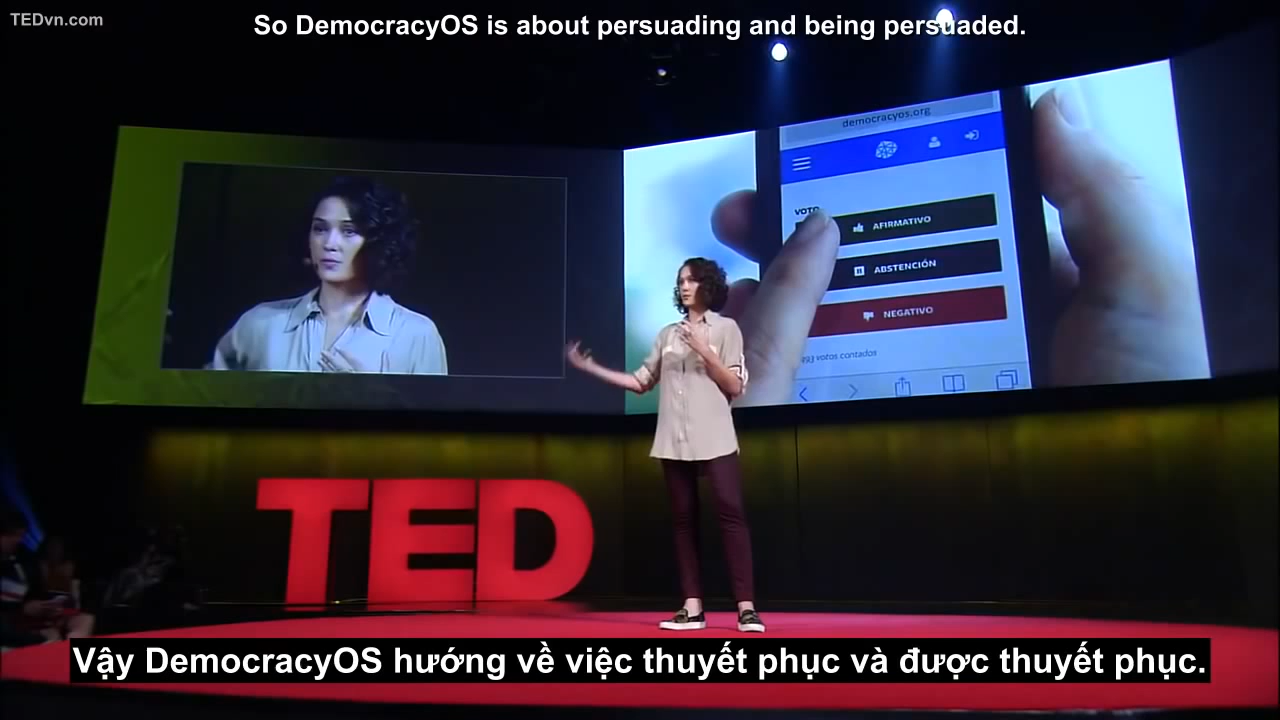 TEDvn.com
So DemocracyOS is about persuading and being persuaded.
democracyos.org
VOTO
AFIRMATIVO
ABSTENCIÓN
NEGATIVO
votos contados
TED
Vậy DemocracyOS hướng về việc thuyết phục và được thuyết phục.